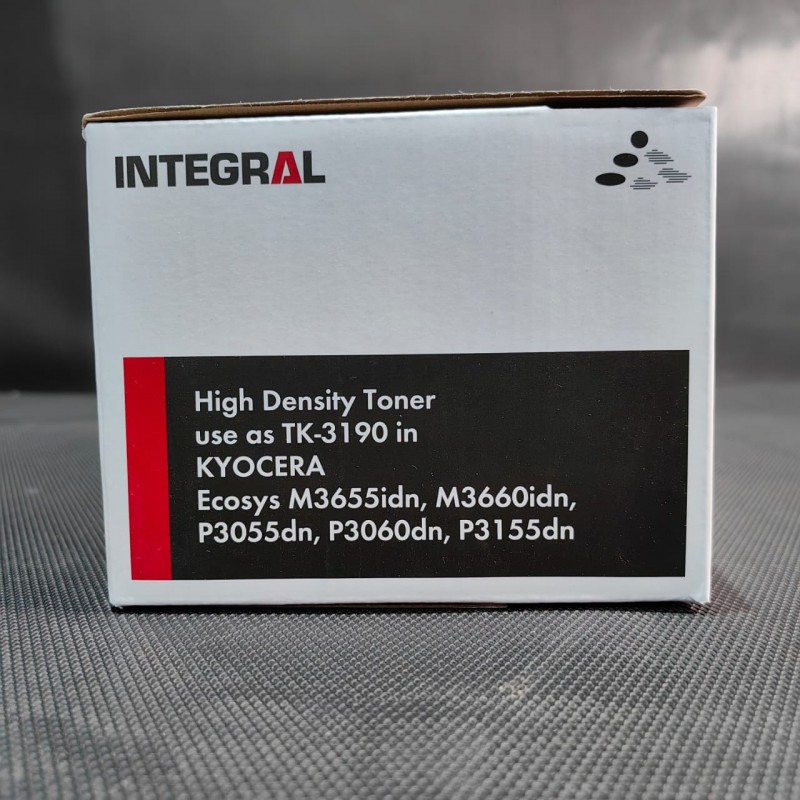 INTEGRAL
High Density Toner
use as TK-3190 in
KYOCERA
Ecosys M3655idn, M3660idn,
P3055dn, P3060dn, P3155dn